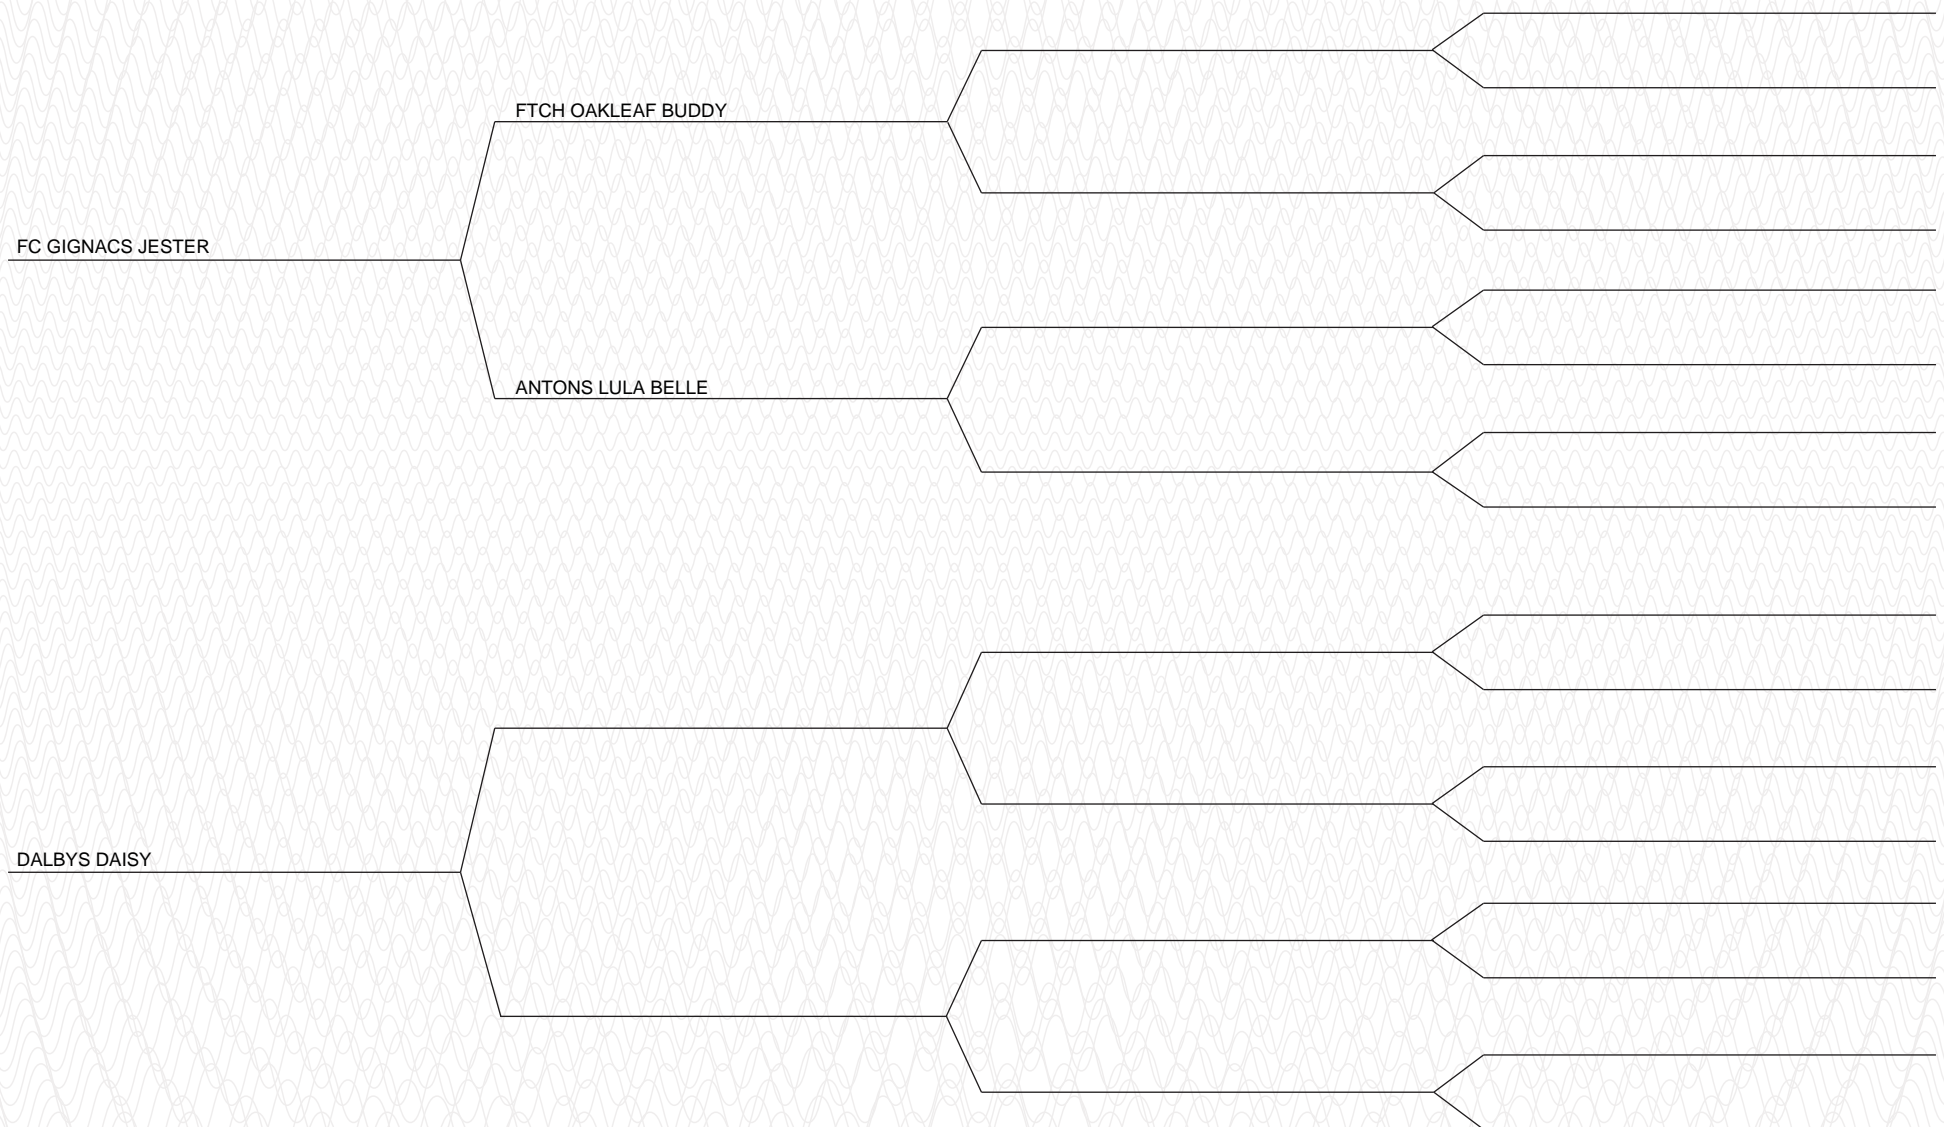 FTCH OAKLEAF BUDDY
FC GIGNACS JESTER
ANTONS LULA BELLE
DALBYS DAISY